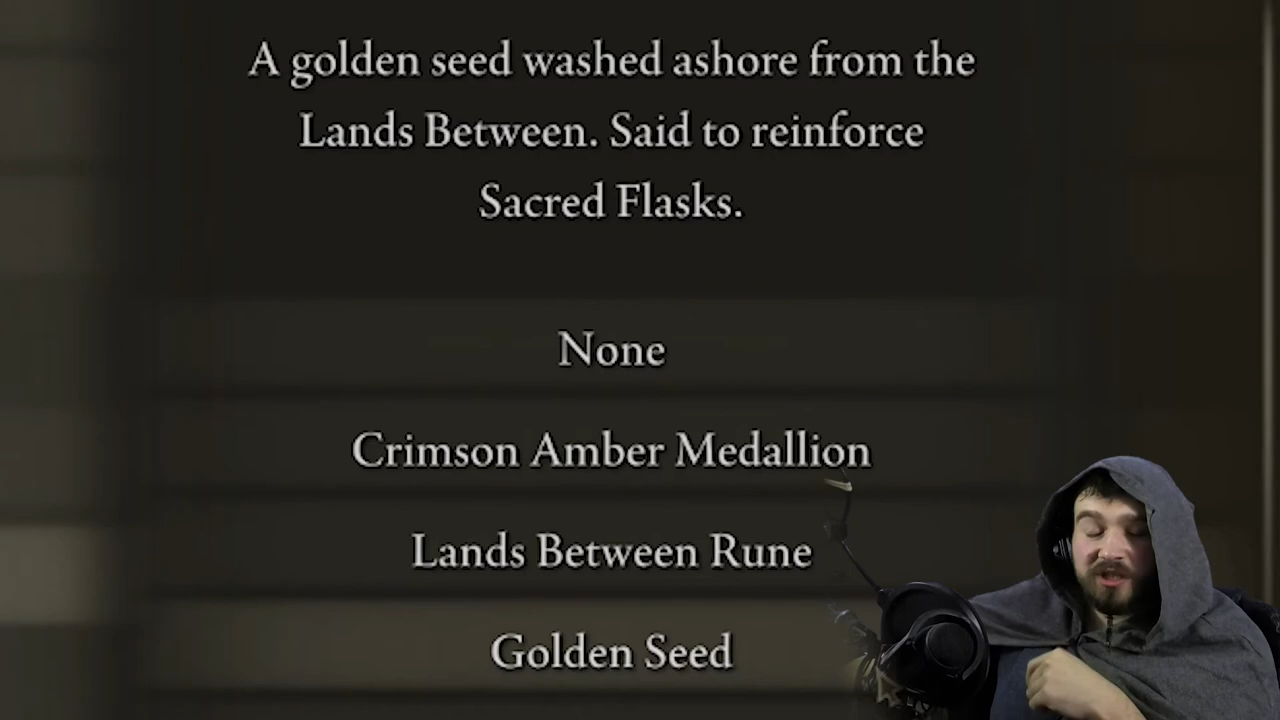 A golden seed washed ashore from the
Lands Between. Said to reinforce
Sacred Flasks.
None
Crimson Amber Medallion
Lands Between Rune
Golden Seed